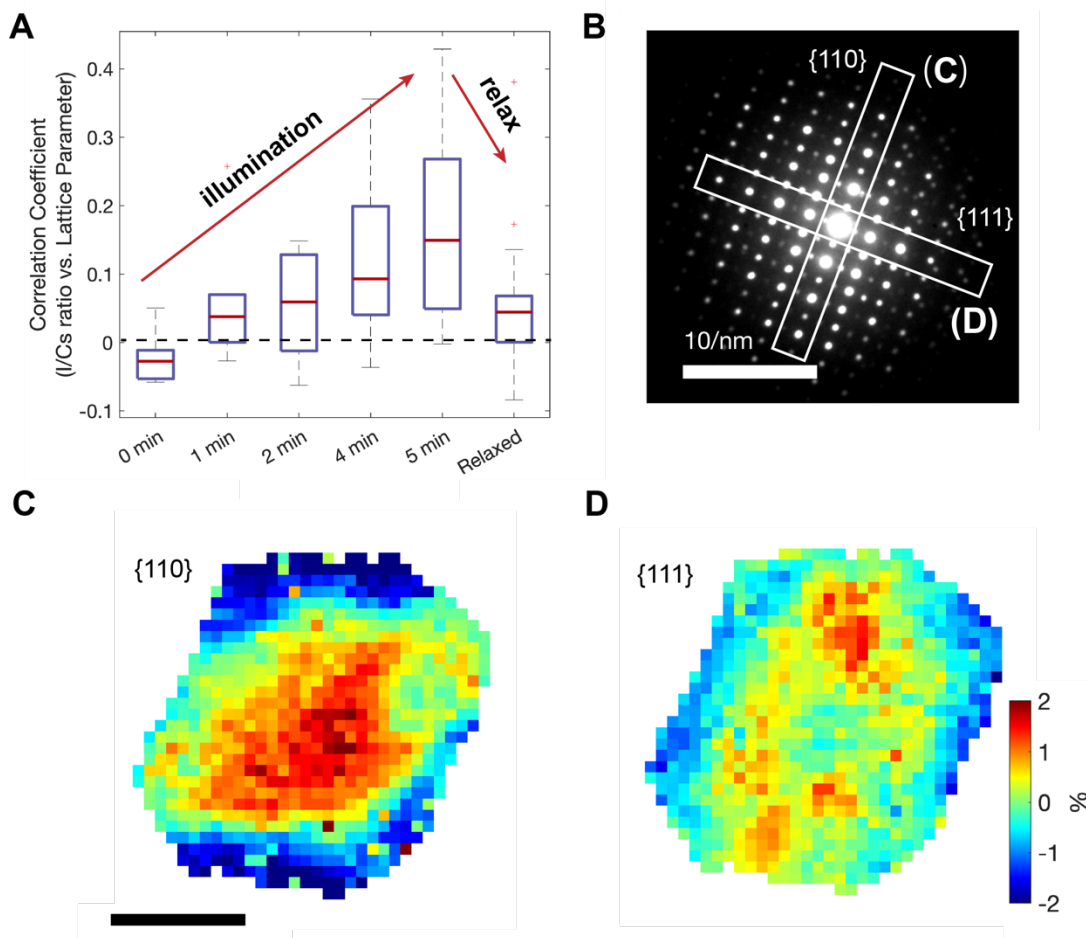 A
Correlation Coefficient
(I/Cs ratio vs. Lattice Parameter)
0.4
0.3
0.2
0.1
0
-0.1
illumination
relax
0 min
1 min
2 min
4 min
5 min
Relaxed
B
{110}
(C)
{111}
(D)
10/nm
C
{110}
D
{111}
2
1
0
-1
-2
%